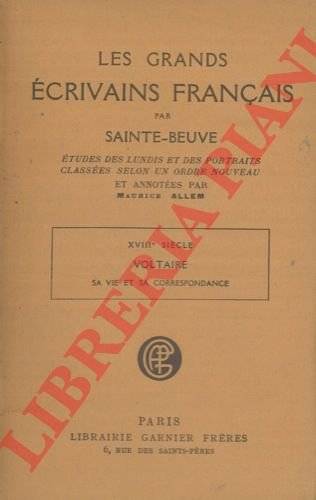 LES GRANDS
ÉCRIVAINS FRANÇAIS
PAR
SAINTE-BEUVE
ÉTUDES DES LUNDIS ET DES PORTRAITS
CLASSÉES SELON UN ORDRE NOUVEAU
ET ANNOTÉES PAR
MAURICE ALLEM
XVIIIᵉ SIÈCLE
VOLTAIRE
SA VIE ET SA CORRESPONDANCE
PARIS
LIBRAIRIE GARNIER FRÈRES
6, RUE DES SAINTS-PÈRES
LIBRERIA PIANI
LIBRERIA PIANI